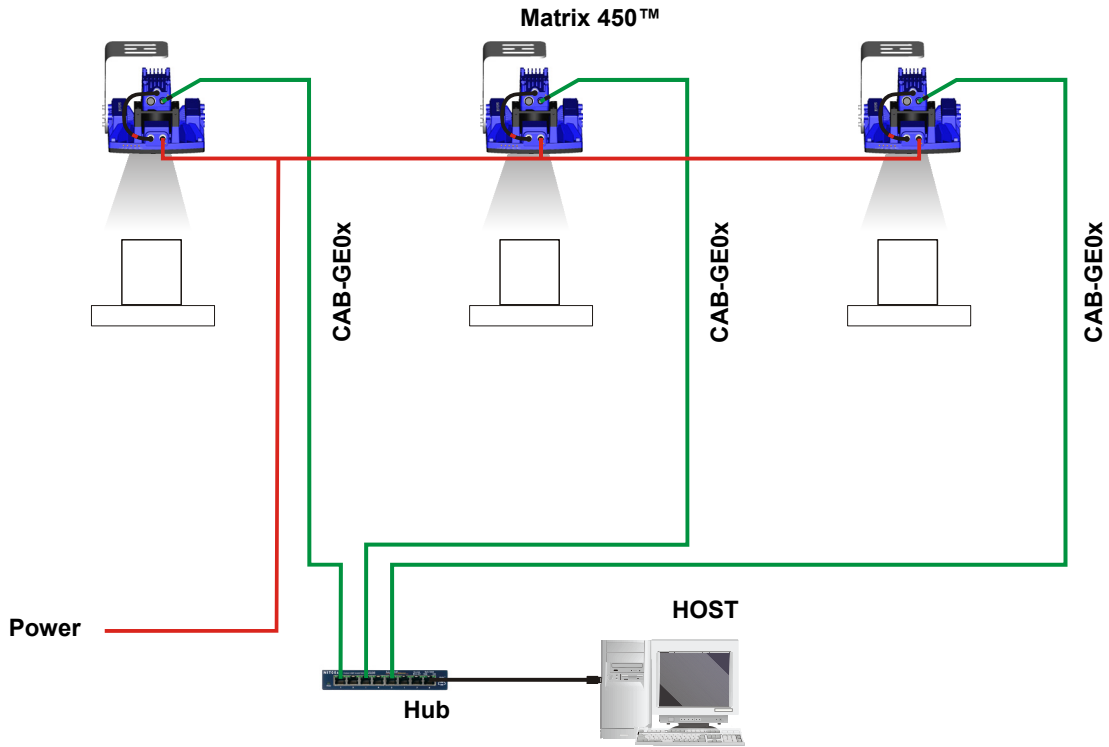 Matrix 450™
CAB-GE0x
CAB-GE0x
CAB-GE0x
Power
HOST
Hub